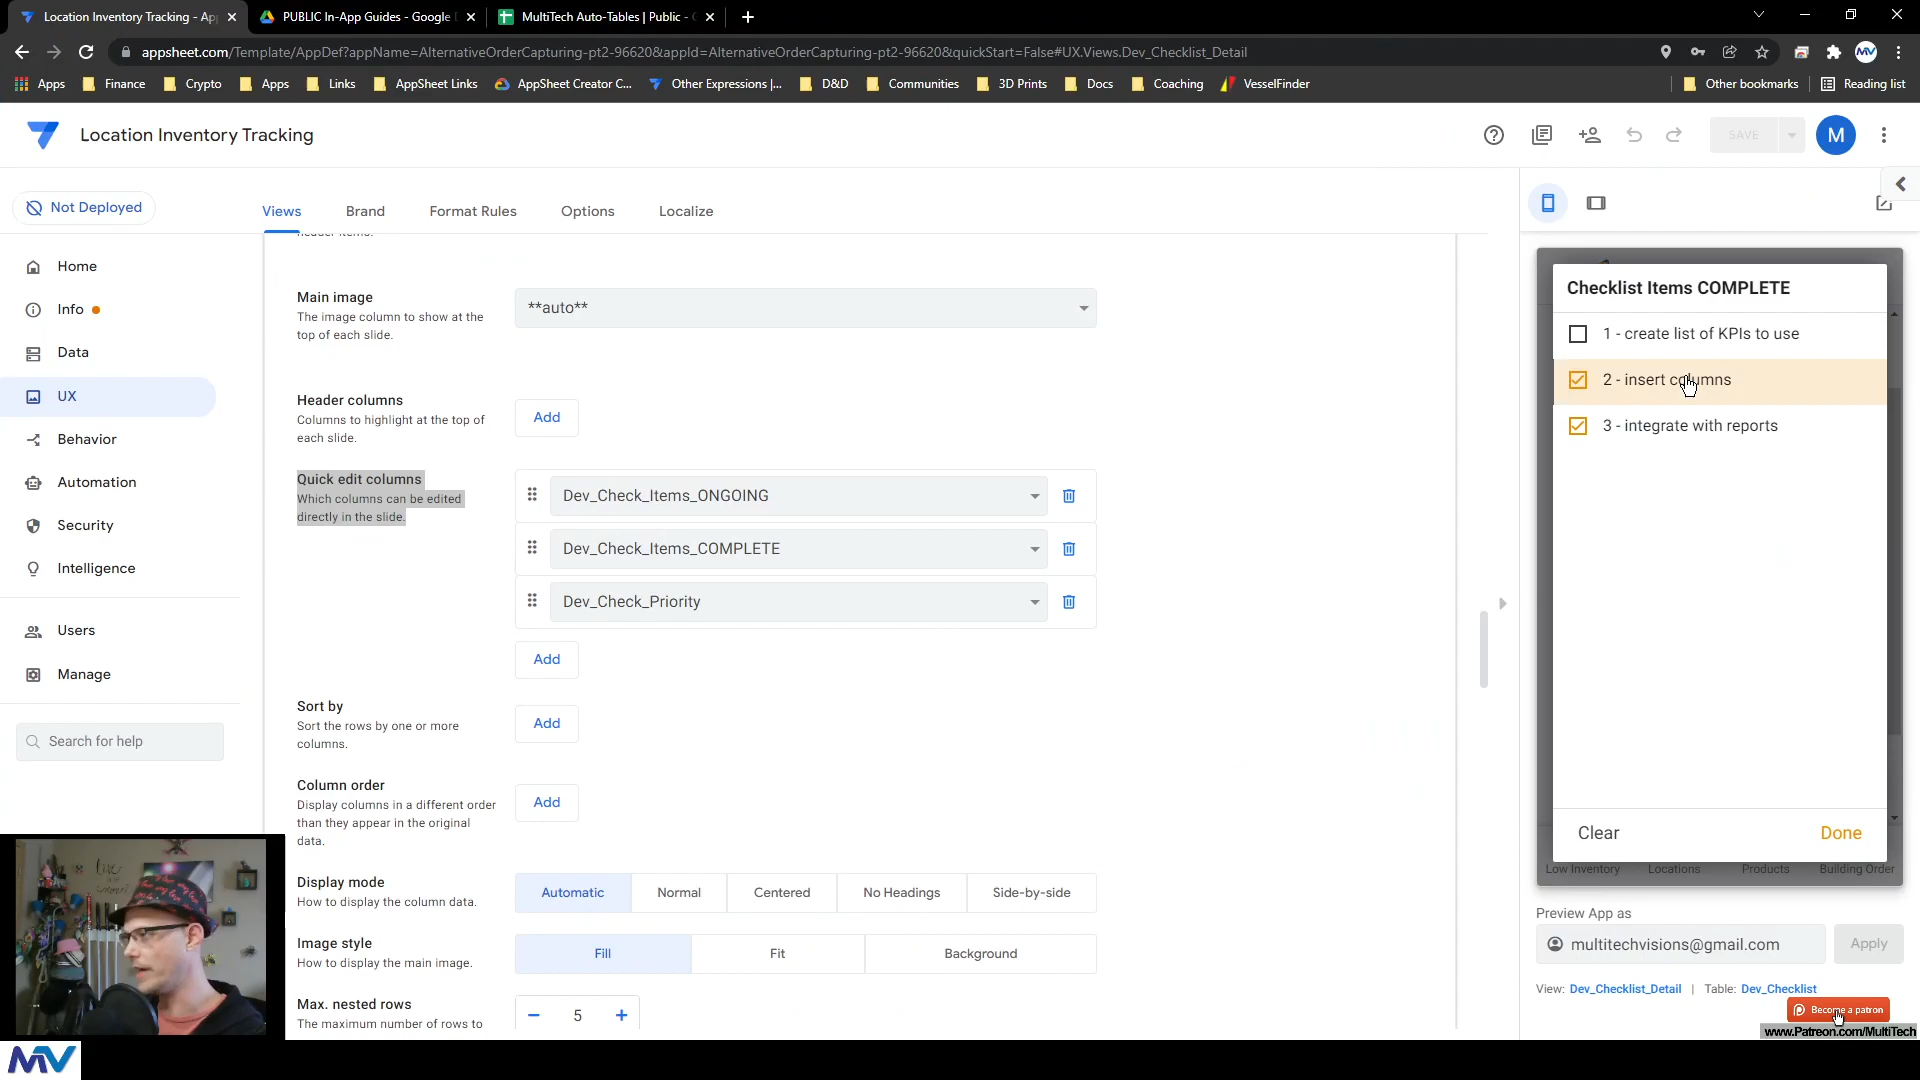 Location Inventory Tracking - Ap
PUBLIC In-App Guides - Google
MultiTech Auto-Tables | Public -
appsheet.com/Template/AppDef?appName=AlternativeOrderCapturing-pt2-96620&appId=AlternativeOrderCapturing-pt2-96620&quickStart=False#UX.Views.Dev_Checklist_Detail
Apps
Finance
Crypto
Apps
Links
AppSheet Links
AppSheet Creator C...
Other Expressions |...
D&D
Communities
3D Prints
Docs
Coaching
VesselFinder
Other bookmarks
Reading list
Location Inventory Tracking
SAVE
M
Not Deployed
Views
Brand
Format Rules
Options
Localize
Home
Info
Data
UX
Behavior
Automation
Security
Intelligence
Users
Manage
Search for help
header items.
Main image
The image column to show at the
top of each slide.
**auto**
Header columns
Columns to highlight at the top of
each slide.
Add
Quick edit columns
Which columns can be edited
directly in the slide.
Dev_Check_Items_ONGOING
Dev_Check_Items_COMPLETE
Dev_Check_Priority
Add
Sort by
Sort the rows by one or more
columns.
Add
Column order
Display columns in a different order
than they appear in the original
data.
Add
Display mode
How to display the column data.
Automatic
Normal
Centered
No Headings
Side-by-side
Image style
How to display the main image.
Fill
Fit
Background
Max. nested rows
The maximum number of rows to
5
Checklist Items COMPLETE
1 - create list of KPIs to use
2 - insert columns
3 - integrate with reports
Clear
Done
Low Inventory
Locations
Products
Building Order
Preview App as
multitechvisions@gmail.com
Apply
View: Dev_Checklist_Detail | Table: Dev_Checklist
Become a patron
www.Patreon.com/MultiTech
MV